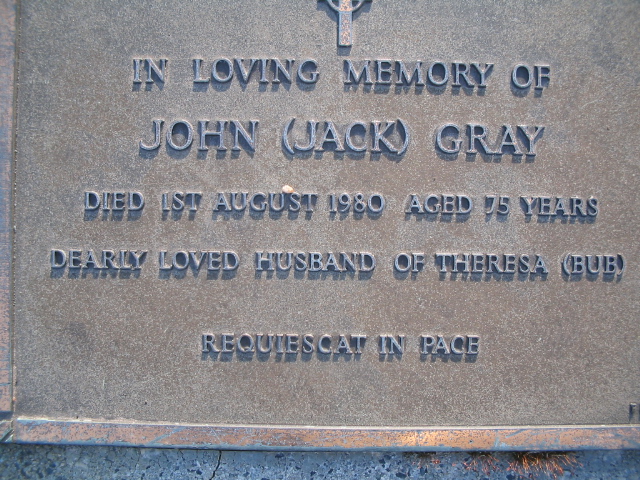 IN LOVING MEMORY OF
JOHN (JACK) GRAY
DIED 1ST AUGUST 1980 AGED 75 YEARS
DEARLY LOVED HUSBAND OF THERESA (BUB)
REQUIESCAT IN PACE